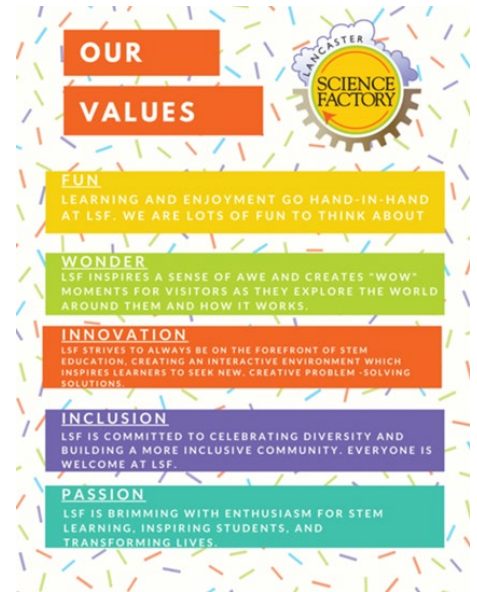 OUR
VALUES
LANCASTER
SCIENCE
FACTORY
FUN
LEARNING AND ENJOYMENT GO HAND-IN-HAND
AT LSF. WE ARE LOTS OF FUN TO THINK ABOUT
WONDER
LSF INSPIRES A SENSE OF AWE AND CREATES "WOW"
MOMENTS FOR VISITORS AS THEY EXPLORE THE WORLD
AROUND THEM AND HOW IT WORKS.
INNOVATION
LSF STRIVES TO ALWAYS BE ON THE FOREFRONT OF STEM
EDUCATION, CREATING AN INTERACTIVE ENVIRONMENT WHICH
INSPIRES LEARNERS TO SEEK NEW, CREATIVE PROBLEM -SOLVING
SOLUTIONS.
INCLUSION
LSF IS COMMITTED TO CELEBRATING DIVERSITY AND
BUILDING A MORE INCLUSIVE COMMUNITY. EVERYONE IS
WELCOME AT LSF.
PASSION
LSF IS BRIMMING WITH ENTHUSIASM FOR STEM
LEARNING, INSPIRING STUDENTS, AND
TRANSFORMING LIVES.